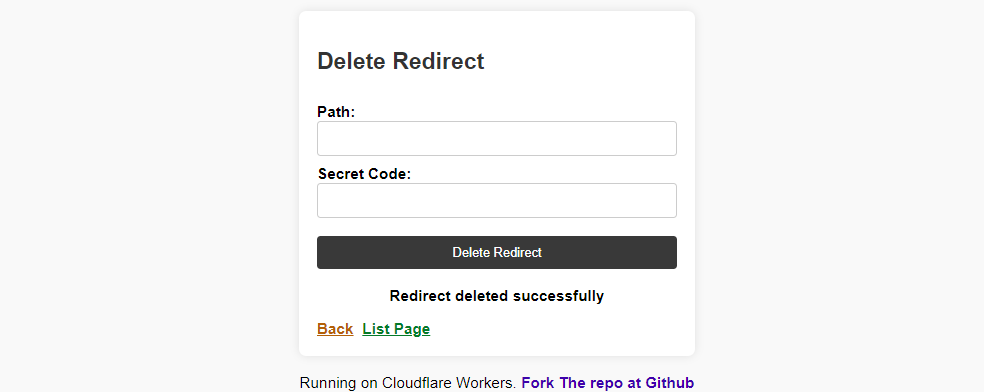 Delete Redirect
Path:
Secret Code:
Delete Redirect
Redirect deleted successfully
Back List Page
Running on Cloudflare Workers. Fork The repo at Github